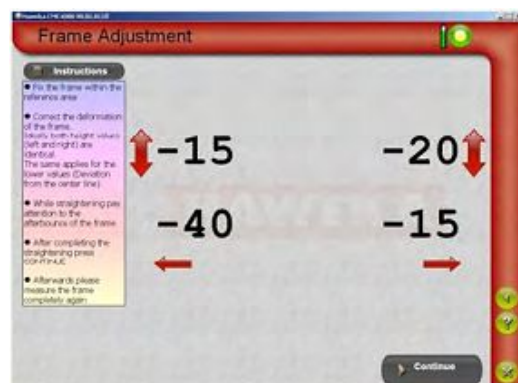 Frame Adjustment
Instructions
● Fix the frame within the
reference area
● Correct the deformation
of the frame.
Ideally both height values
(left and right) are
identical
The same applies for the
lower values (Deviation
from the center line)
● While straightening pay
attention to the
afterbounce of the frame
● After completing the
straightening press
CONTINUE
● Afterwards please
measure the frame
completely again
-15
-20
-40
-15
?
Continue